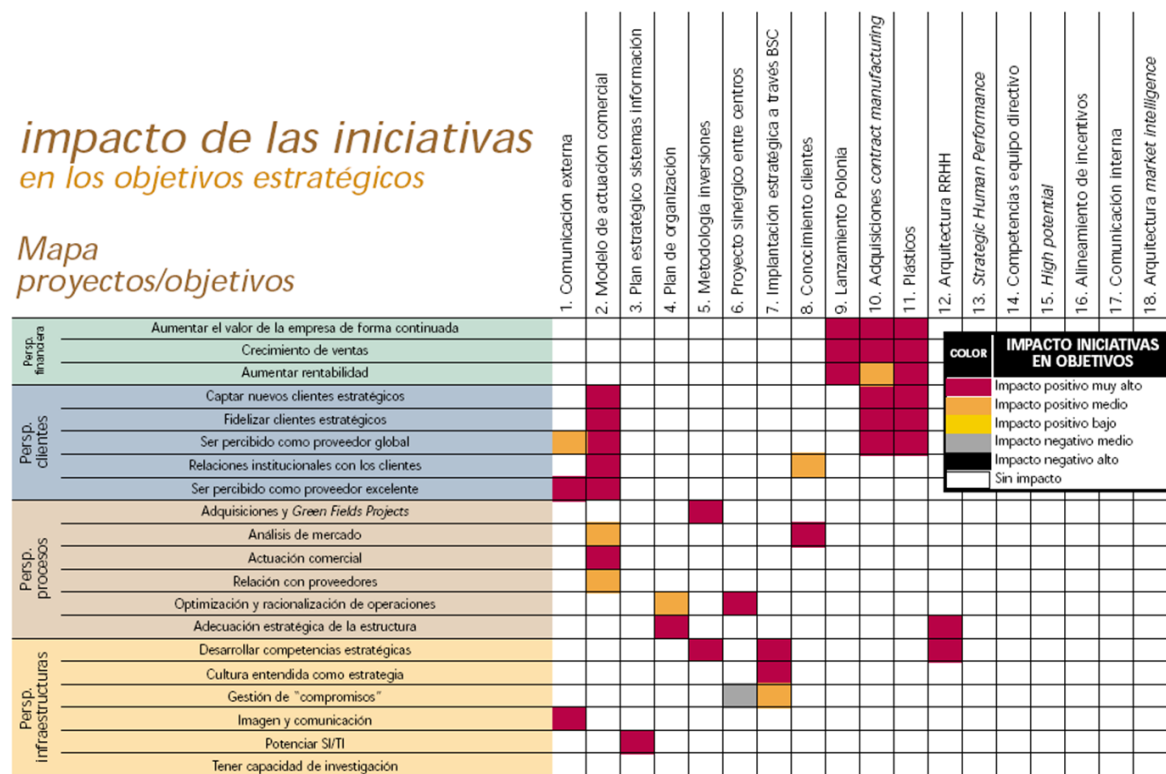 impacto de las iniciativas
en los objetivos estratégicos
Mapa
proyectos/objetivos
1. Comunicación externa
2. Modelo de actuación comercial
3. Plan estratégico sistemas información
4. Plan de organización
5. Metodología inversiones
6. Proyecto sinérgico entre centros
7. Implantación estratégica a través BSC
8. Conocimiento clientes
9. Lanzamiento Polonia
10. Adquisiciones contract manufacturing
11. Plásticos
12. Arquitectura RRHH
13. Strategic Human Performance
14. Competencias equipo directivo
15. High potential
16. Alineamiento de incentivos
17. Comunicación interna
18. Arquitectura market intelligence
Persp.
financiera
Aumentar el valor de la empresa de forma continuada
Crecimiento de ventas
Aumentar rentabilidad
Persp.
clientes
Captar nuevos clientes estratégicos
Fidelizar clientes estratégicos
Ser percibido como proveedor global
Relaciones institucionales con los clientes
Ser percibido como proveedor excelente
Persp.
procesos
Adquisiciones y Green Fields Projects
Análisis de mercado
Actuación comercial
Relación con proveedores
Optimización y racionalización de operaciones
Adecuación estratégica de la estructura
Persp.
infraestructuras
Desarrollar competencias estratégicas
Cultura entendida como estrategia
Gestión de "compromisos"
Imagen y comunicación
Potenciar SI/TI
Tener capacidad de investigación
COLOR
IMPACTO INICIATIVAS
EN OBJETIVOS
Impacto positivo muy alto
Impacto positivo medio
Impacto positivo bajo
Impacto negativo medio
Impacto negativo alto
Sin impacto